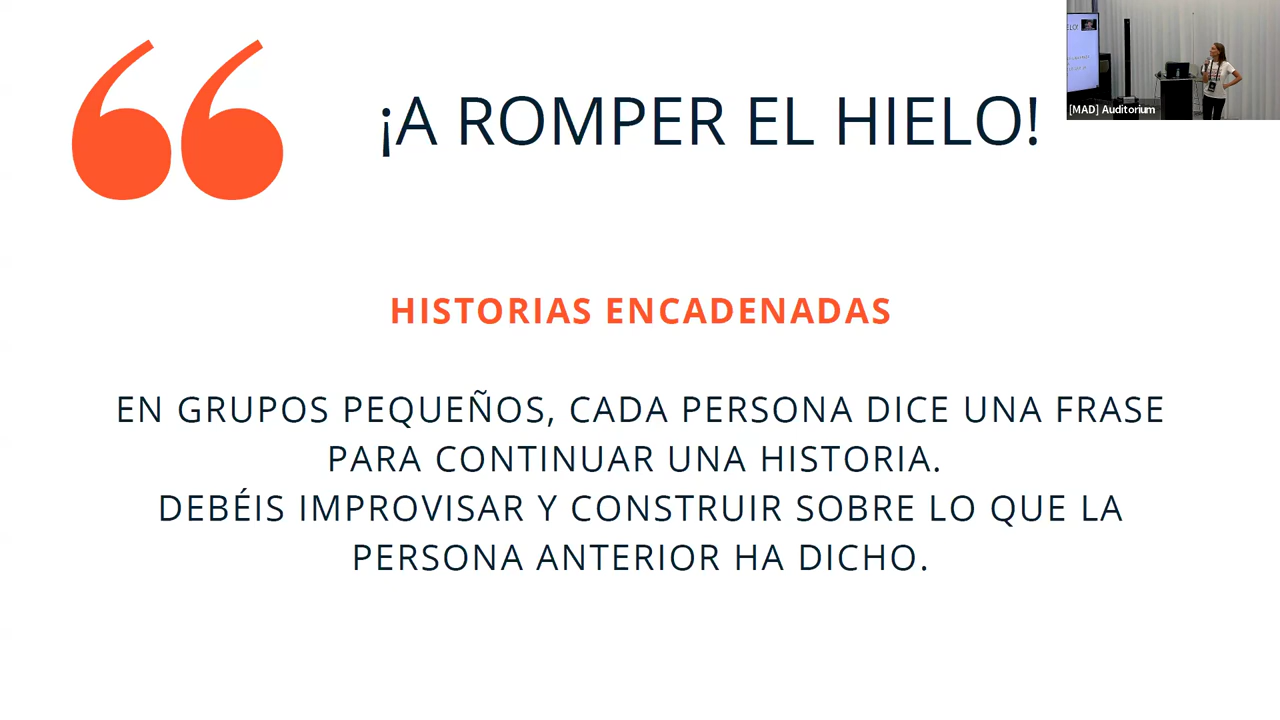 ¡A ROMPER EL HIELO!
[MAD] Auditorium
HISTORIAS ENCADENADAS
EN GRUPOS PEQUEÑOS, CADA PERSONA DICE UNA FRASE
PARA CONTINUAR UNA HISTORIA.
DEBÉIS IMPROVISAR Y CONSTRUIR SOBRE LO QUE LA
PERSONA ANTERIOR HA DICHO.